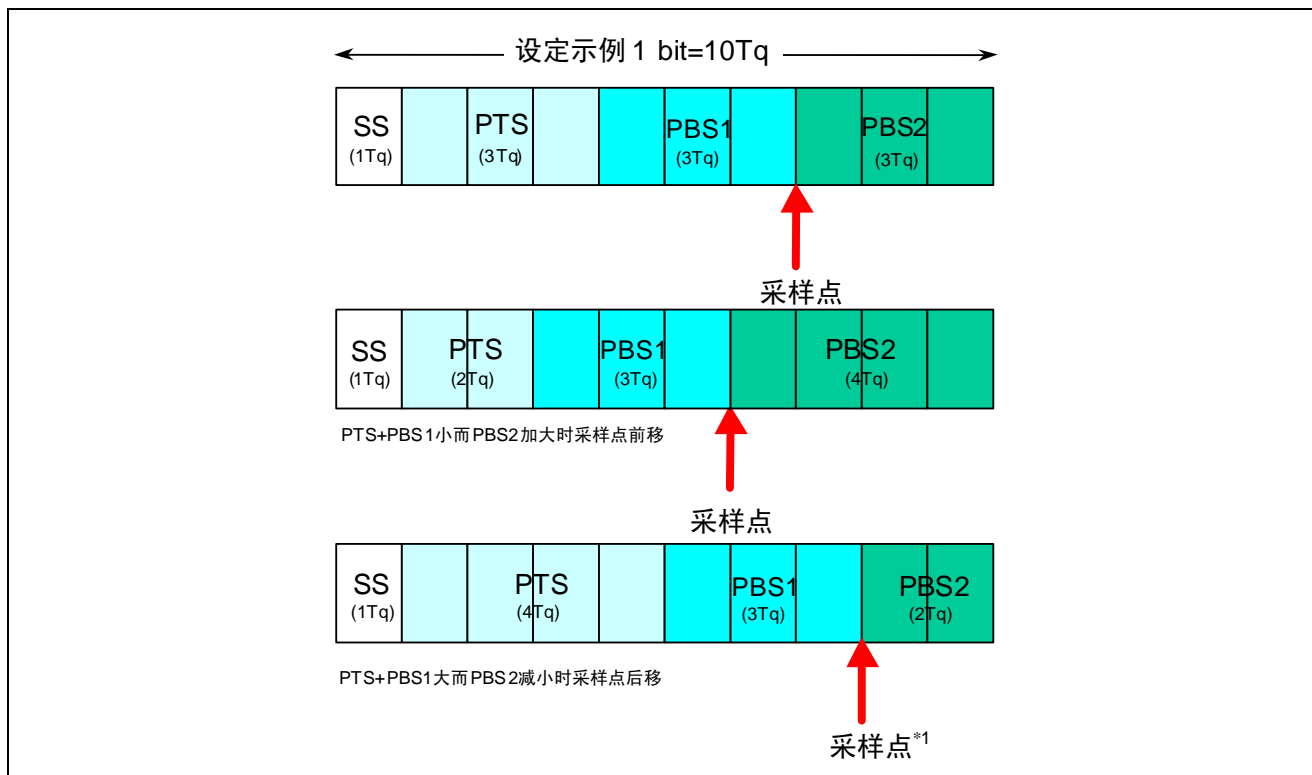 设定示例 1 bit=10Tq
SS PTS PBS1 PBS2
(1Tq) (3Tq) (3Tq) (3Tq)
采样点
SS PTS PBS1 PBS2
(1Tq) (2Tq) (3Tq) (4Tq)
PTS+PBS1小而PBS2加大时采样点前移
采样点
SS PTS PBS1 PBS2
(1Tq) (4Tq) (3Tq) (2Tq)
PTS+PBS1大而PBS2减小时采样点后移
采样点*1